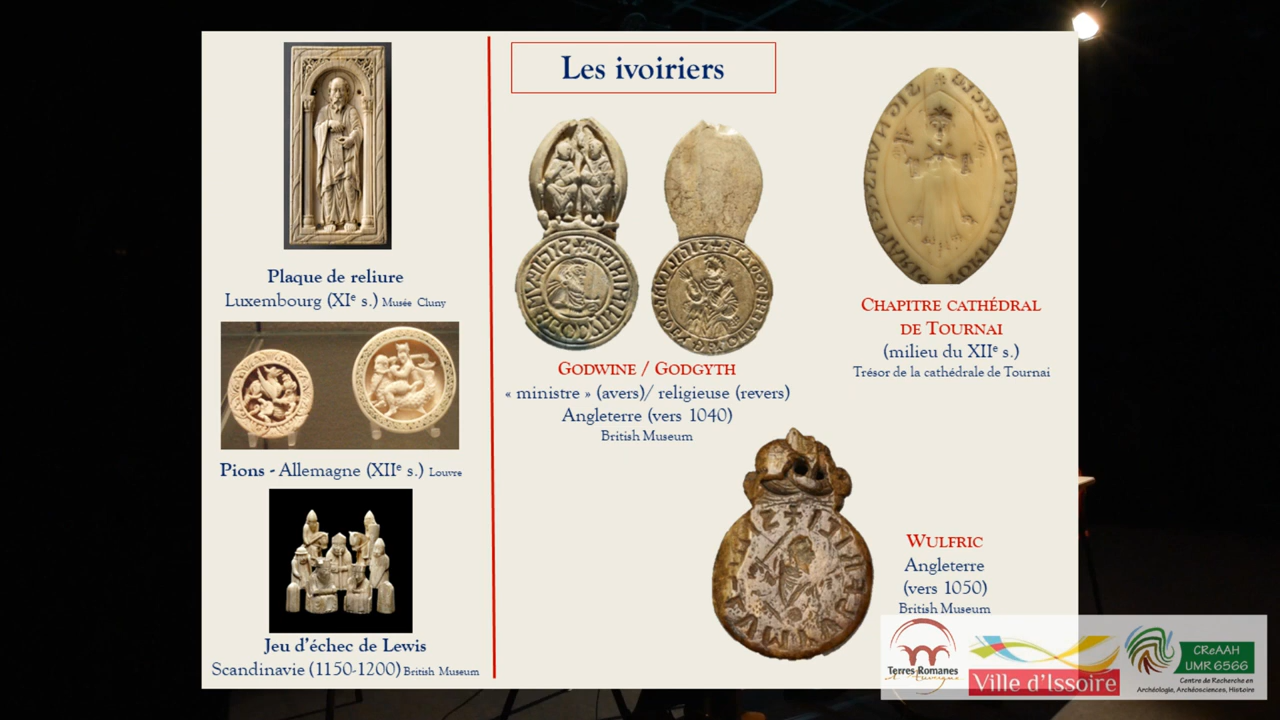 Les ivoiriers
Plaque de reliure
Luxembourg (XIe s.) Musée Cluny
Pions - Allemagne (XIIe s.) Louvre
Jeu d'échec de Lewis
Scandinavie (1150-1200) British Museum
GODWINE / GODGYTH
« ministre » (avers)/ religieuse (revers)
Angleterre (vers 1040)
British Museum
CHAPITRE CATHÉDRAL
DE TOURNAI
(milieu du XIIe s.)
Trésor de la cathédrale de Tournai
WULFRIC
Angleterre
(vers 1050)
British Museum
Terres Romanes
d'Auvergne
Ville d'Issoire
CReAAH
UMR 6566
Centre de Recherche en
Archéologie, Archéosciences, Histoire